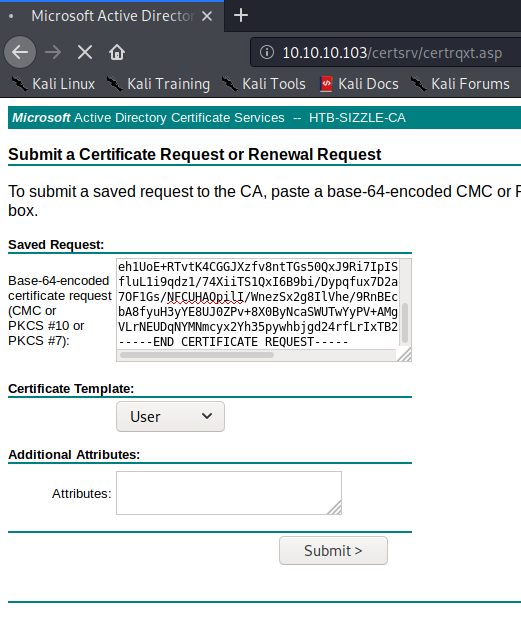 Microsoft Active Director
10.10.10.103/certsrv/certrqxt.asp
Kali Linux Kali Training Kali Tools Kali Docs Kali Forums
Microsoft Active Directory Certificate Services -- HTB-SIZZLE-CA
Submit a Certificate Request or Renewal Request
To submit a saved request to the CA, paste a base-64-encoded CMC or
box.
Saved Request:
Base-64-encoded
certificate request
(CMC or
PKCS #10 or
PKCS #7):
eh1UoE+RTvtK4CGGJXzfv8ntTGs50QxJ9Ri7IpIS
fluL1i9qdz1/74XiiTS1QxI6B9bi/Dypqfux7D2a
7OF1Gs/NFCUHAQpilI/WnezSx2g8IlVhe/9RnBEc
bA8fyuH3yYE8UJ0ZPv+8X0ByNcaSWUTwYyPV+AMg
VLrNEUDqNYMNmcyx2Yh35pywhbjgd24rfLrIxTB2
-----END CERTIFICATE REQUEST-----
Certificate Template:
User
Additional Attributes:
Attributes:
Submit >